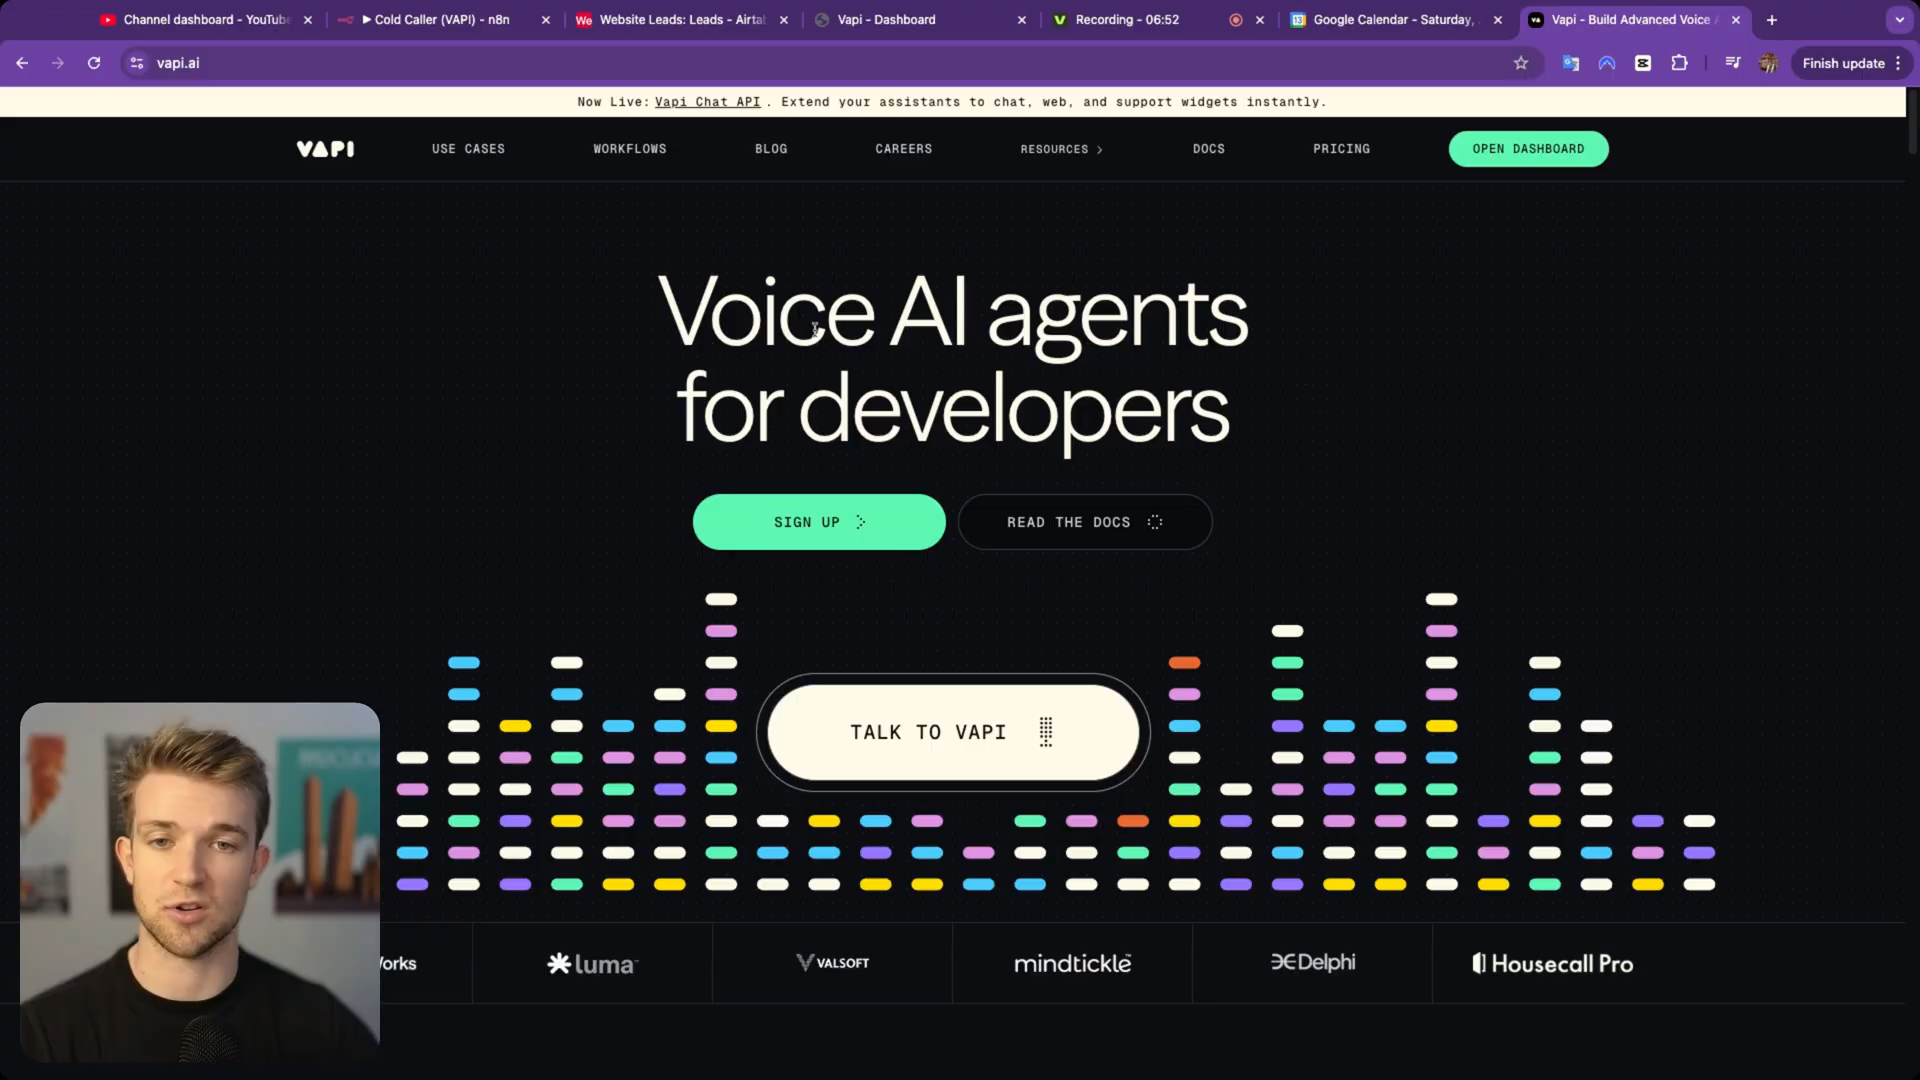 Channel dashboard - YouTube
▶ Cold Caller (VAPI) - n8n
Website Leads: Leads - Airtab
Vapi - Dashboard
Recording - 06:52
Google Calendar - Saturday,
Vapi - Build Advanced Voice A
vapi.ai
Finish update
Now Live: Vapi Chat API . Extend your assistants to chat, web, and support widgets instantly.
VAPI
USE CASES
WORKFLOWS
BLOG
CAREERS
RESOURCES
DOCS
PRICING
OPEN DASHBOARD
Voice AI agents
for developers
SIGN UP
READ THE DOCS
TALK TO VAPI
Works
luma
VALSOFT
mindtickle
Delphi
Housecall Pro